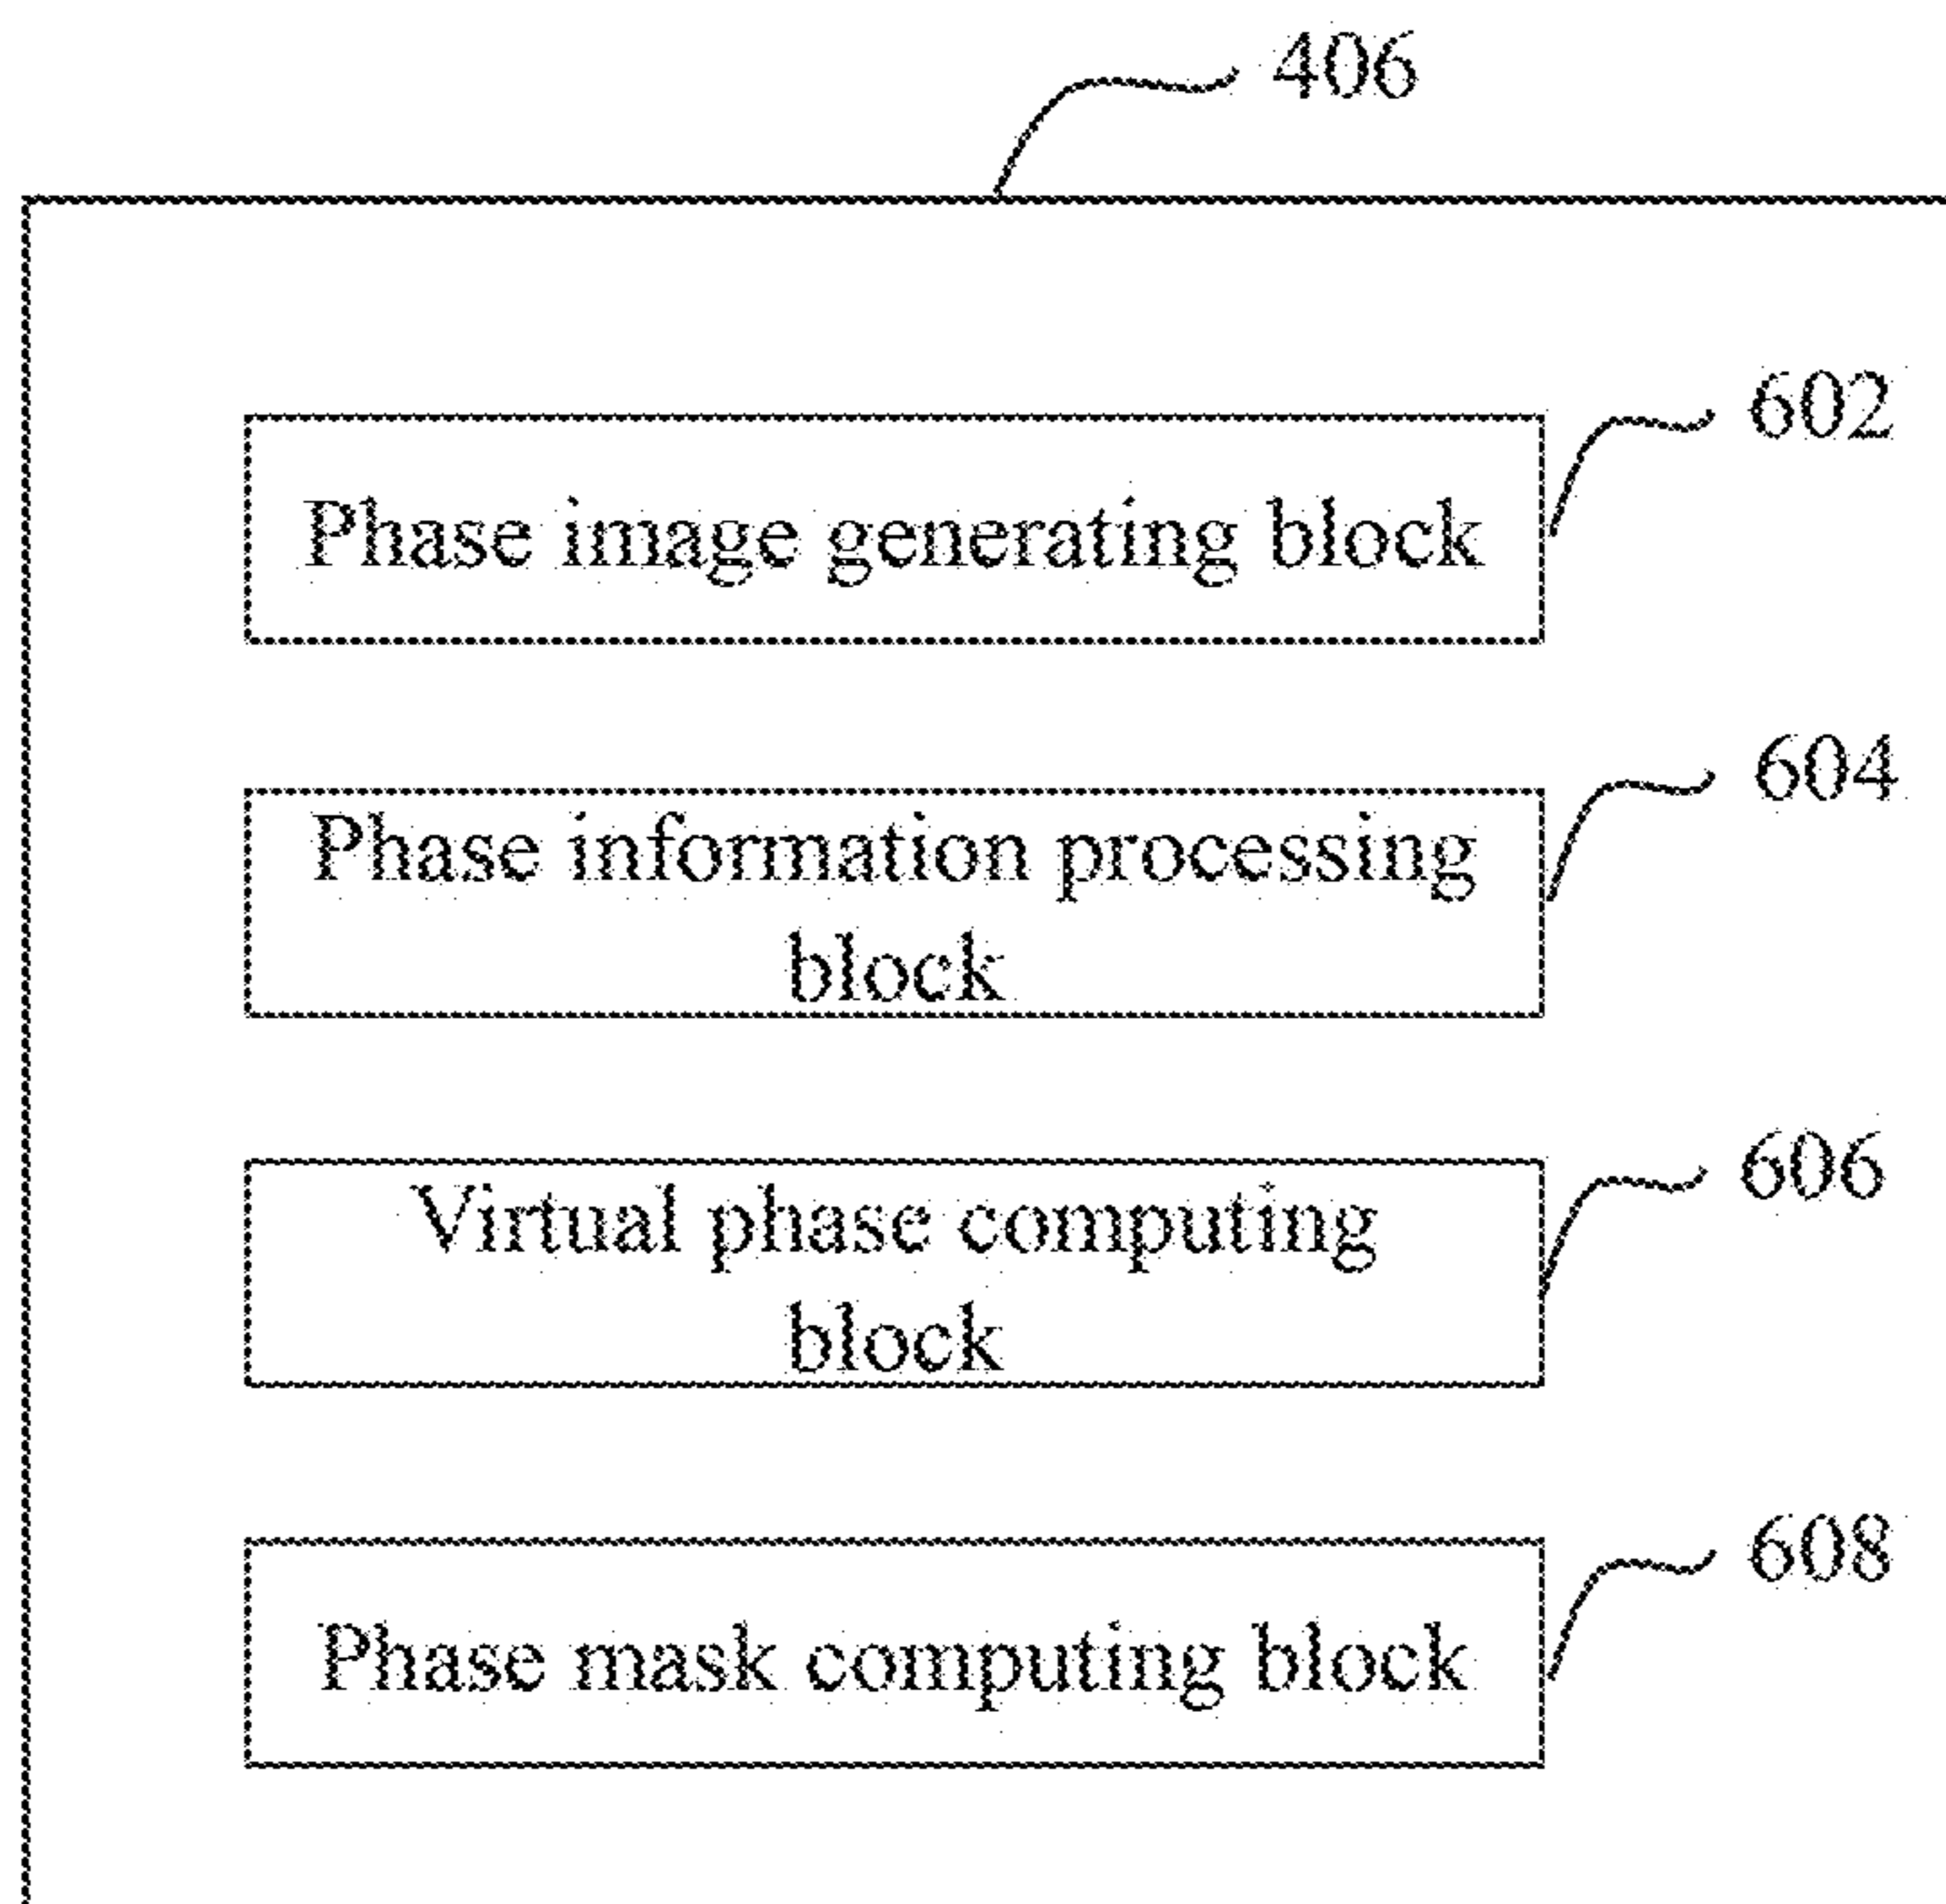 406
602
Phase image generating block
604
Phase information processing
block
606
Virtual phase computing
block
608
Phase mask computing block